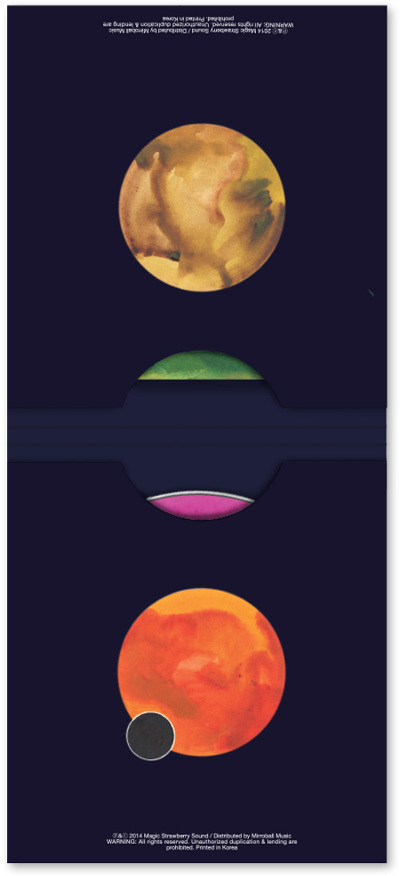 Ⓟ&Ⓒ 2014 Magic Strawberry Sound / Distributed by Mirroball Music
WARNING: All rights reserved. Unauthorized duplication & lending are
prohibited. Printed in Korea
Ⓟ&Ⓒ 2014 Magic Strawberry Sound / Distributed by Mirroball Music
WARNING: All rights reserved. Unauthorized duplication & lending are
prohibited. Printed in Korea